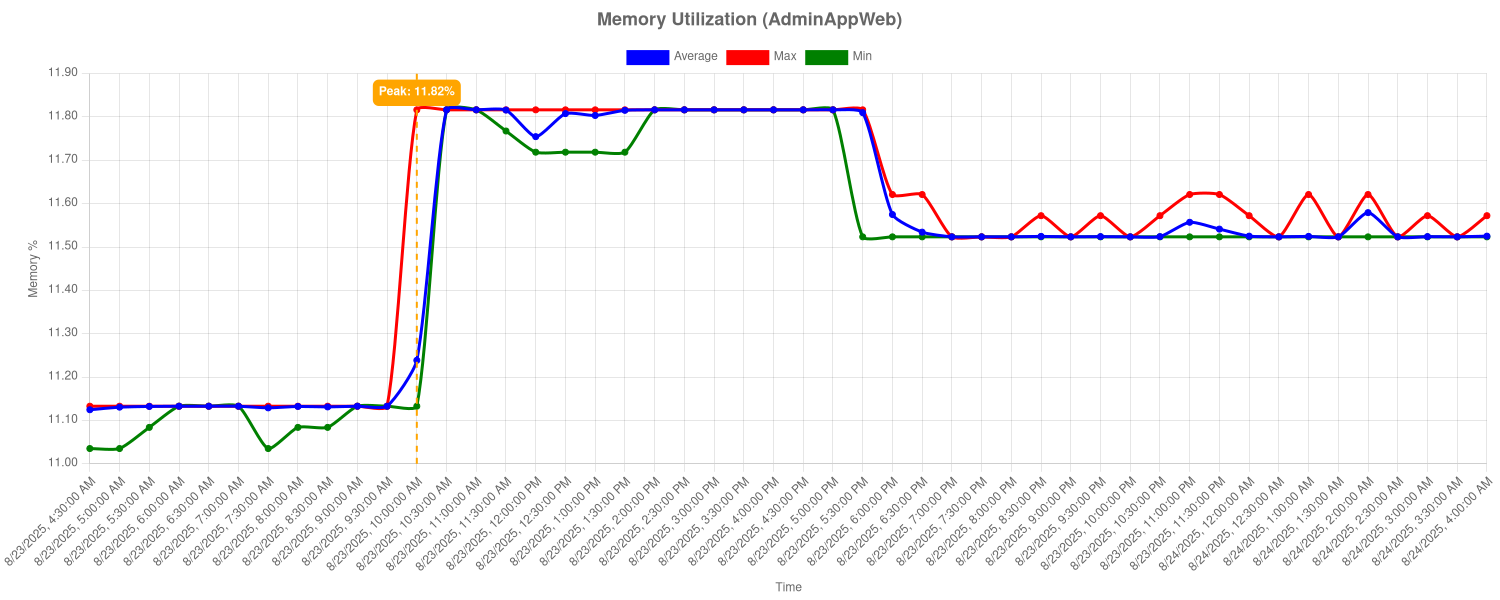 Memory Utilization (AdminAppWeb)
Average Max Min
Peak: 11.82%
11.90
11.80
11.70
11.60
11.50
11.40
11.30
11.20
11.10
11.00
Memory %
8/23/2025, 4:30:00 AM
8/23/2025, 5:00:00 AM
8/23/2025, 5:30:00 AM
8/23/2025, 6:00:00 AM
8/23/2025, 6:30:00 AM
8/23/2025, 7:00:00 AM
8/23/2025, 7:30:00 AM
8/23/2025, 8:00:00 AM
8/23/2025, 8:30:00 AM
8/23/2025, 9:00:00 AM
8/23/2025, 9:30:00 AM
8/23/2025, 10:00:00 AM
8/23/2025, 10:30:00 AM
8/23/2025, 11:00:00 AM
8/23/2025, 11:30:00 AM
8/23/2025, 12:00:00 PM
8/23/2025, 12:30:00 PM
8/23/2025, 1:00:00 PM
8/23/2025, 1:30:00 PM
8/23/2025, 2:00:00 PM
8/23/2025, 2:30:00 PM
8/23/2025, 3:00:00 PM
8/23/2025, 3:30:00 PM
8/23/2025, 4:00:00 PM
8/23/2025, 4:30:00 PM
8/23/2025, 5:00:00 PM
8/23/2025, 5:30:00 PM
8/23/2025, 6:00:00 PM
8/23/2025, 6:30:00 PM
8/23/2025, 7:00:00 PM
8/23/2025, 7:30:00 PM
8/23/2025, 8:00:00 PM
8/23/2025, 8:30:00 PM
8/23/2025, 9:00:00 PM
8/23/2025, 9:30:00 PM
8/23/2025, 10:00:00 PM
8/23/2025, 10:30:00 PM
8/23/2025, 11:00:00 PM
8/23/2025, 11:30:00 PM
8/24/2025, 12:00:00 AM
8/24/2025, 12:30:00 AM
8/24/2025, 1:00:00 AM
8/24/2025, 1:30:00 AM
8/24/2025, 2:00:00 AM
8/24/2025, 2:30:00 AM
8/24/2025, 3:00:00 AM
8/24/2025, 3:30:00 AM
8/24/2025, 4:00:00 AM
Time